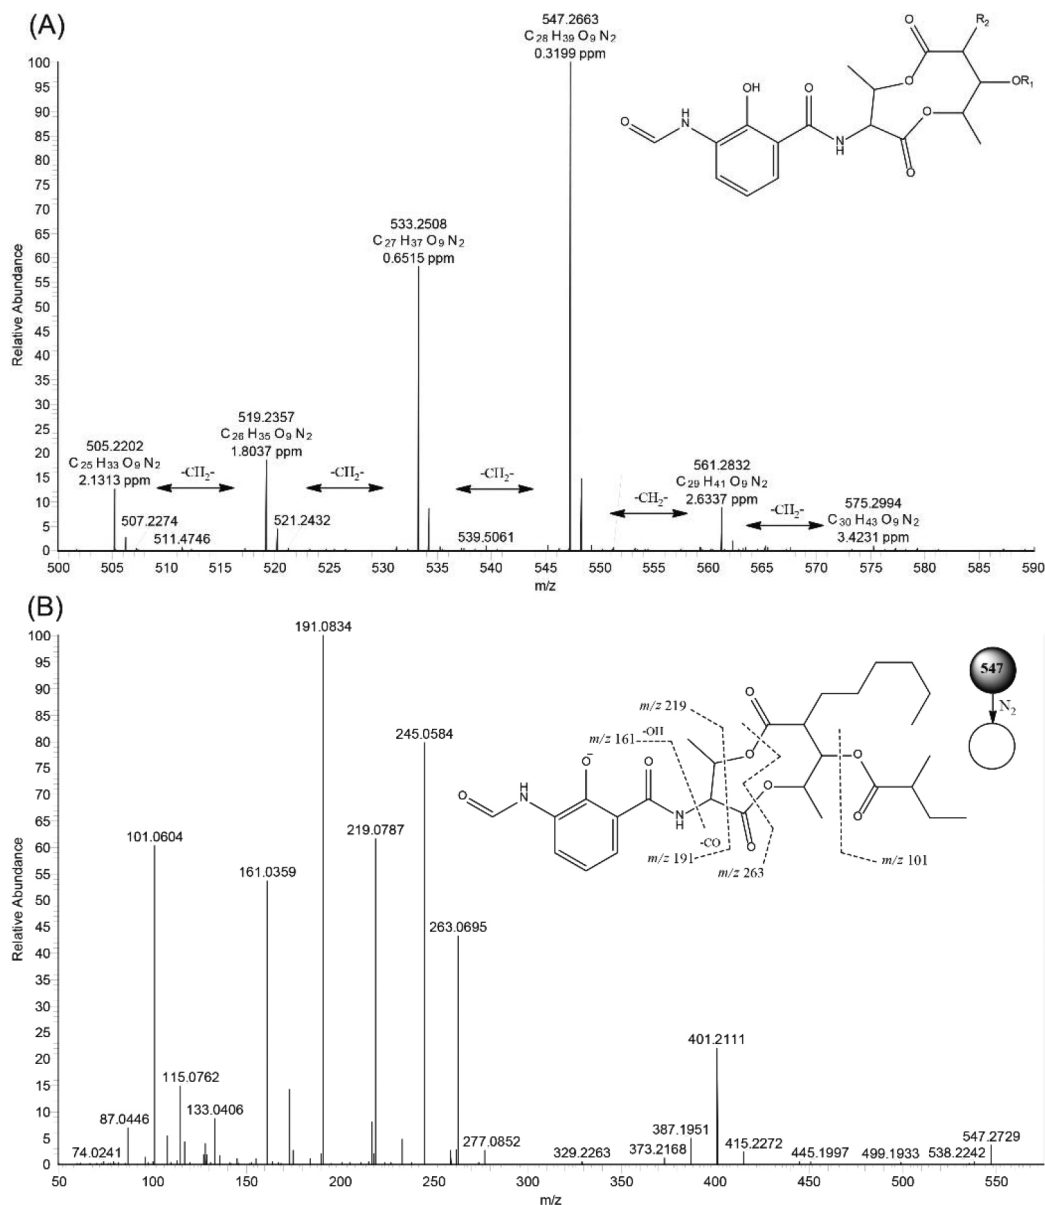 (A)
547.2663
C28 H39 O9 N2
0.3199 ppm
533.2508
C27 H37 O9 N2
0.6515 ppm
519.2357
C26 H35 O9 N2
1.8037 ppm
505.2202
C25 H33 O9 N2
2.1313 ppm
561.2832
C29 H41 O9 N2
2.6337 ppm
575.2994
C30 H43 O9 N2
3.4231 ppm
-CH2-
-CH2-
-CH2-
-CH2-
-CH2-
507.2274
511.4746
521.2432
539.5061
O
R2
O
OR1
O
O
OH
O
H
N
O
N
H
Relative Abundance
100
95
90
85
80
75
70
65
60
55
50
45
40
35
30
25
20
15
10
5
0
500 510 520 530 540 550 555 560 565 570 575 580 585 590
m/z
(B)
191.0834
245.0584
101.0604
219.0787
161.0359
263.0695
401.2111
115.0762
87.0446
133.0406
74.0241
277.0852
329.2263
373.2168
387.1951
415.2272
445.1997
499.1933
538.2242
547.2729
547
N2
m/z 219
-OH
m/z 161
-CO
m/z 191
m/z 263
m/z 101
O
O
O
O
O-
O
H
N
O
N
H
O
O
Relative Abundance
100
95
90
85
80
75
70
65
60
55
50
45
40
35
30
25
20
15
10
5
0
50 100 150 200 250 300 350 400 450 500 550
m/z